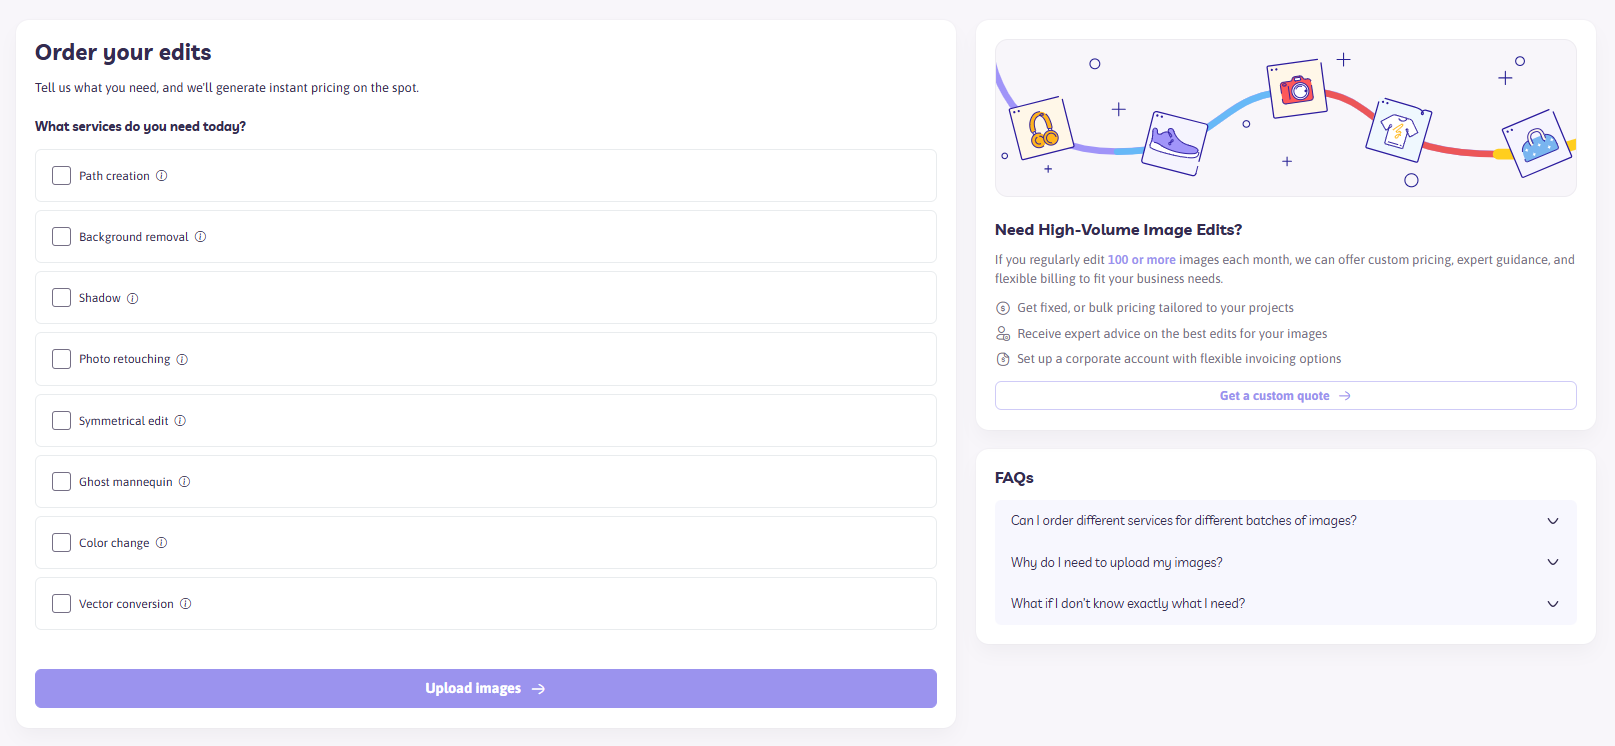 Order your edits
Tell us what you need, and we'll generate instant pricing on the spot.
What services do you need today?
Path creation
Background removal
Shadow
Photo retouching
Symmetrical edit
Ghost mannequin
Color change
Vector conversion
Upload images
Need High-Volume Image Edits?
If you regularly edit 100 or more images each month, we can offer custom pricing, expert guidance, and
flexible billing to fit your business needs.
Get fixed, or bulk pricing tailored to your projects
Receive expert advice on the best edits for your images
Set up a corporate account with flexible invoicing options
Get a custom quote
FAQs
Can I order different services for different batches of images?
Why do I need to upload my images?
What if I don't know exactly what I need?